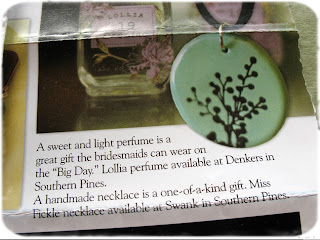 LOLLIA
19
A sweet and light perfume is a
great gift the bridesmaids can wear on
the “Big Day.” Lollia perfume available at Denkers in
Southern Pines.
A handmade necklace is a one-of-a-kind gift. Miss
Fickle necklace available at Swank in Southern Pines.